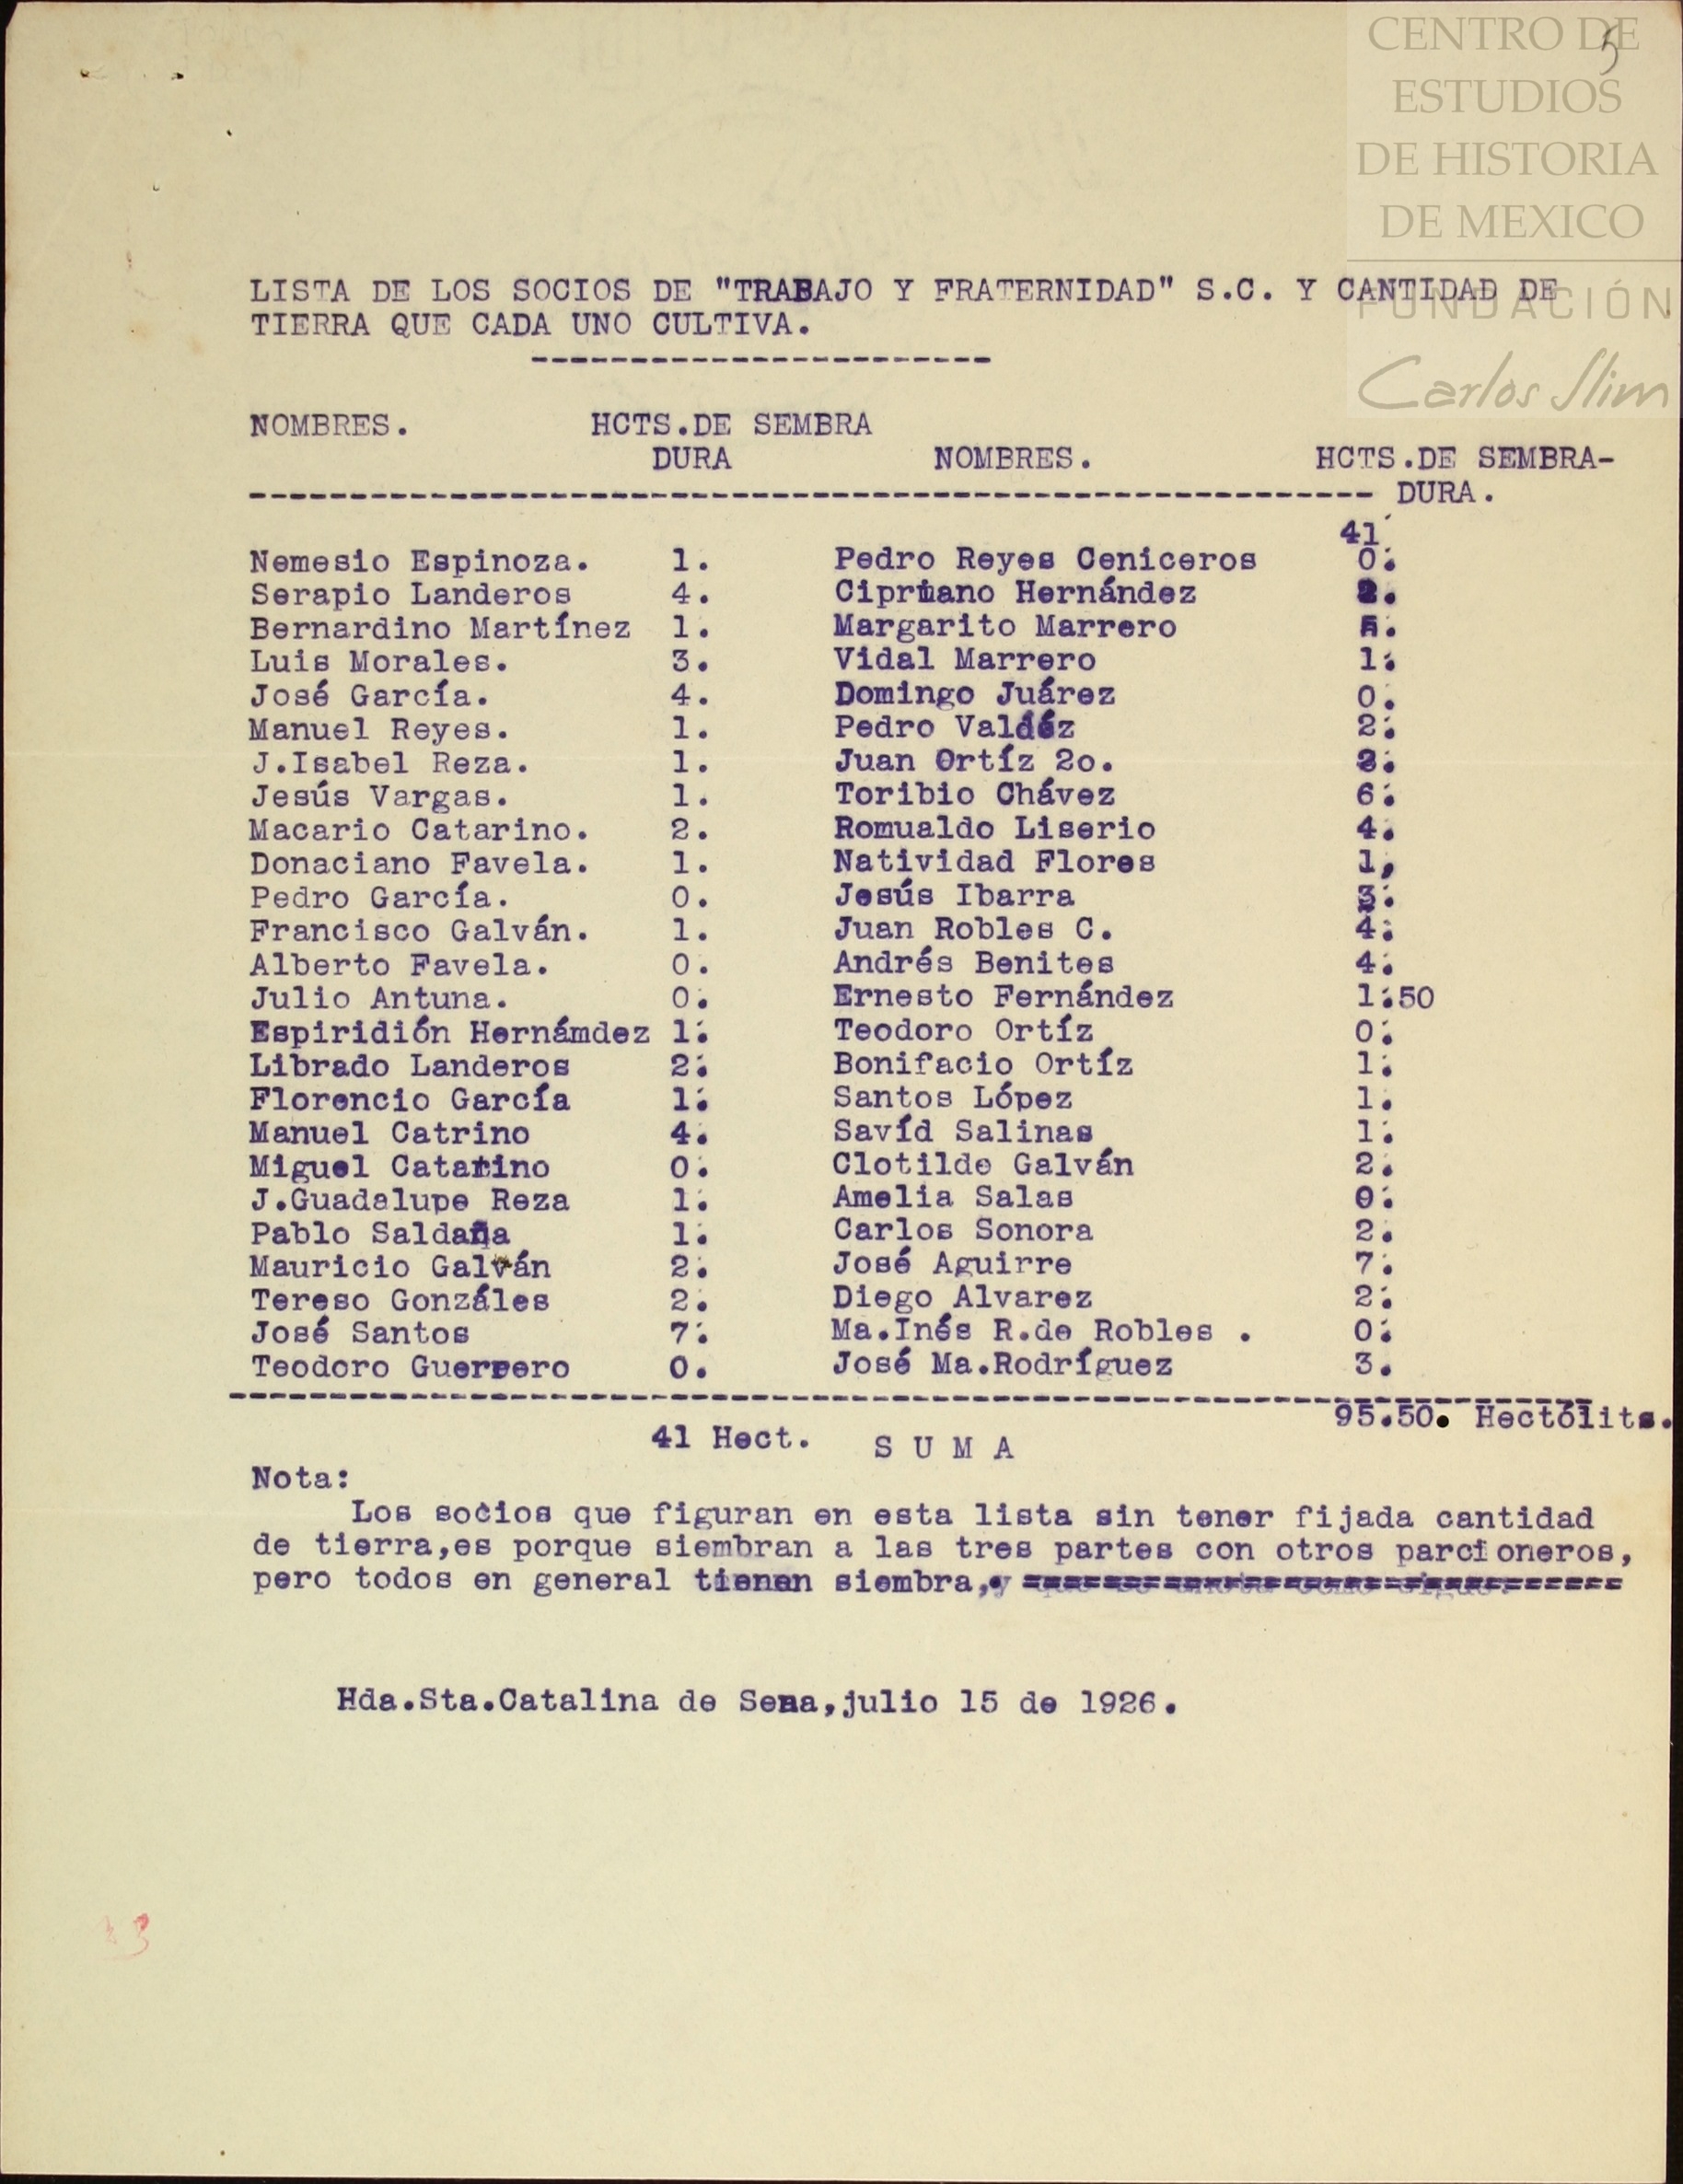 CENTRO DE
ESTUDIOS
DE HISTORIA
DE MEXICO
FUNDACIÓN
Carlos Slim
5
LISTA DE LOS SOCIOS DE "TRABAJO Y FRATERNIDAD" S.C. Y CANTIDAD DE
TIERRA QUE CADA UNO CULTIVA.
-----------------------
NOMBRES. HCTS.DE SEMBRA
DURA NOMBRES. HCTS.DE SEMBRA-
DURA.
41
Nemesio Espinoza. 1. Pedro Reyes Ceniceros 0.
Serapio Landeros 4. Cipriano Hernández 2.
Bernardino Martínez 1. Margarito Marrero 5.
Luis Morales. 3. Vidal Marrero 1.
José García. 4. Domingo Juárez 0.
Manuel Reyes. 1. Pedro Valdéz 2.
J.Isabel Reza. 1. Juan Ortíz 2o.
Jesús Vargas. 1. Toribio Chávez 6.
Macario Catarino. 2. Romualdo Liserio 4.
Donaciano Favela. 1. Natividad Flores 1,
Pedro García. 0. Jesús Ibarra 3.
Francisco Galván. 1. Juan Robles C. 4.
Alberto Favela. 0. Andrés Benites 4.
Julio Antuna. 0. Ernesto Fernández 1.50
Espiridión Hernámdez 1. Teodoro Ortíz 0.
Librado Landeros 2. Bonifacio Ortíz 1.
Florencio García 1. Santos López 1.
Manuel Catrino 4. Savíd Salinas 1.
Miguel Catarino 0. Clotilde Galván 2.
J.Guadalupe Reza 1. Amelia Salas 0.
Pablo Saldaña 1. Carlos Sonora 2.
Mauricio Galván 2. José Aguirre 7.
Tereso Gonzáles 2. Diego Alvarez 2.
José Santos 7. Ma.Inés R.de Robles . 0.
Teodoro Guerrero 0. José Ma.Rodríguez 3.
95.50. Hectólits.
41 Hect. S U M A
Nota:
Los socios que figuran en esta lista sin tener fijada cantidad
de tierra,es porque siembran a las tres partes con otros parcioneros,
pero todos en general tienen siembra,
Hda.Sta.Catalina de Sena,julio 15 de 1926.